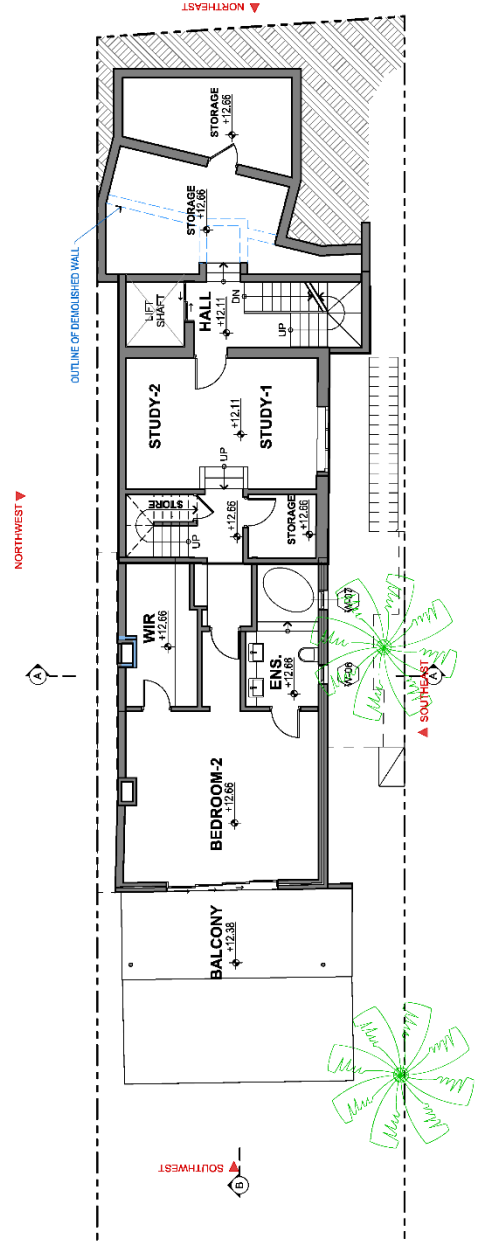 NORTHEAST
STORAGE
+12.66
STORAGE
+12.66
OUTLINE OF DEMOLISHED WALL
LIFT
SHAFT
HALL
+12.11
DN
UP
STUDY-2
+12.11
STUDY-1
UP
STORE
UP
+12.66
STORAGE
+12.66
NORTHWEST
WIR
+12.66
ENS.
+12.66
W-07
W-06
A
A
SOUTHEAST
BEDROOM-2
+12.66
BALCONY
+12.38
SOUTHWEST
B